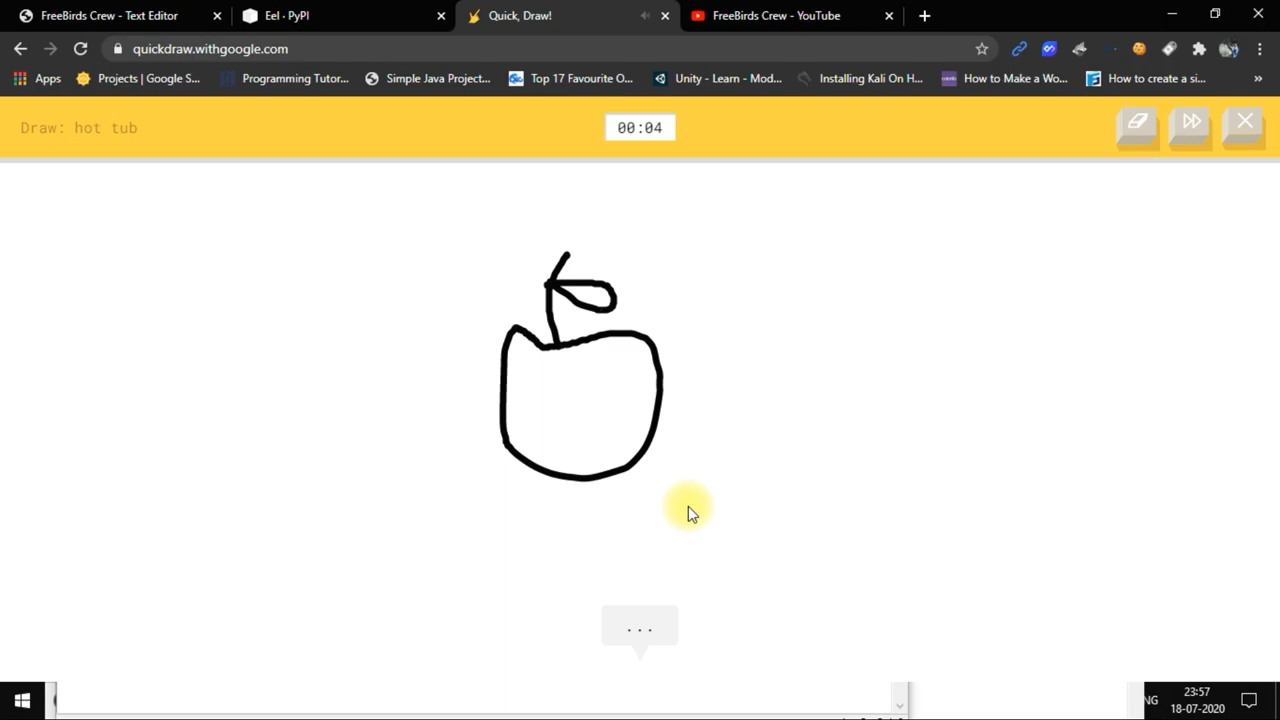 FreeBirds Crew - Text Editor
Eel · PyPI
Quick, Draw!
FreeBirds Crew - YouTube
quickdraw.withgoogle.com
Apps
Projects | Google S...
Programming Tutor...
Simple Java Project...
Top 17 Favourite O...
Unity - Learn - Mod...
Installing Kali On H...
How to Make a Wo...
How to create a si...
Draw: hot tub
00:04
...
NG
23:57
18-07-2020